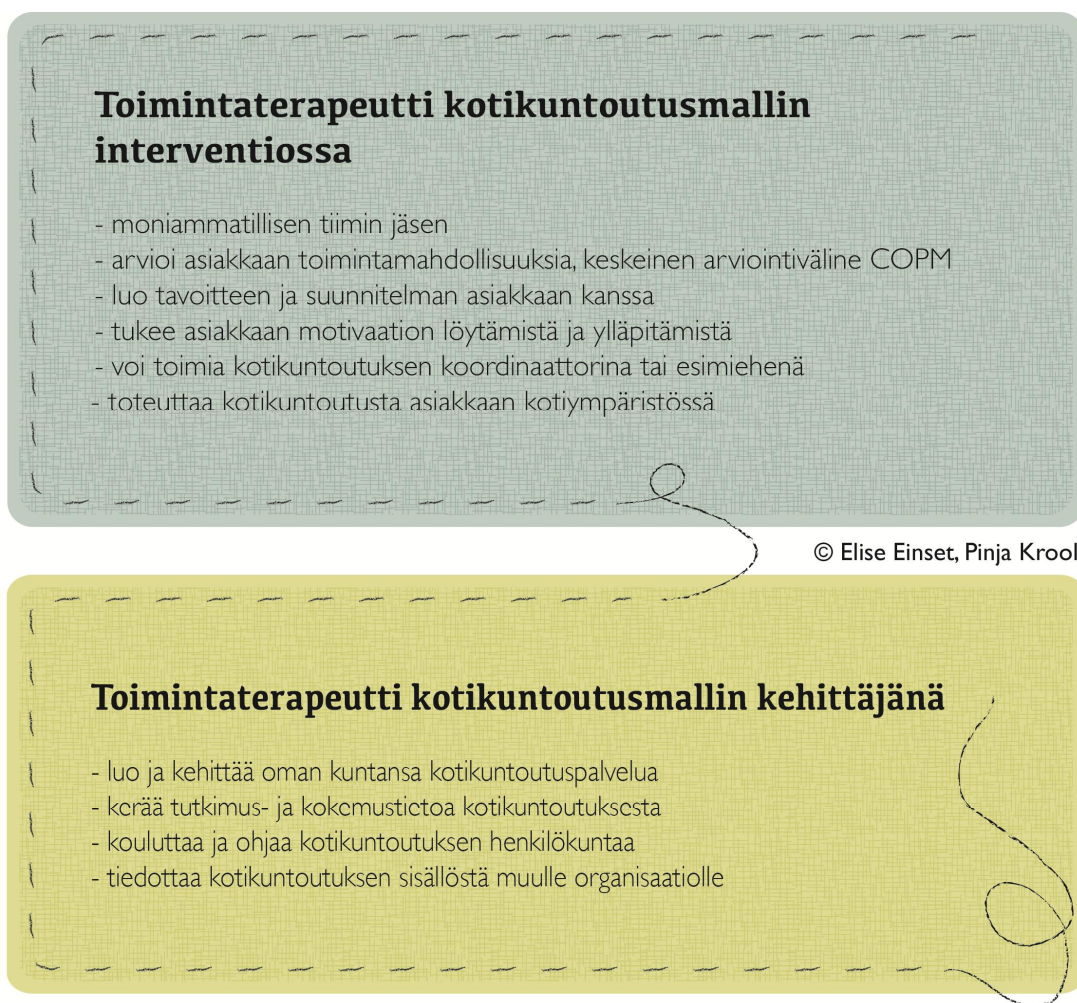 Toimintaterapeutti kotikuntoutusmallin
interventiossa
- moniammatillisen tiimin jäsen
- arvioi asiakkaan toimintamahdollisuuksia, keskeinen arviointiväline COPM
- luo tavoitteen ja suunnitelman asiakkaan kanssa
- tukee asiakkaan motivaation löytämistä ja ylläpitämistä
- voi toimia kotikuntoutuksen koordinaattorina tai esimiehenä
- toteuttaa kotikuntoutusta asiakkaan kotiympäristössä
© Elise Einset, Pinja Krool
Toimintaterapeutti kotikuntoutusmallin kehittäjänä
- luo ja kehittää oman kuntansa kotikuntoutuspalvelua
- kerää tutkimus- ja kokemustietoa kotikuntoutuksesta
- kouluttaa ja ohjaa kotikuntoutuksen henkilökuntaa
- tiedottaa kotikuntoutuksen sisällöstä muulle organisaatiolle